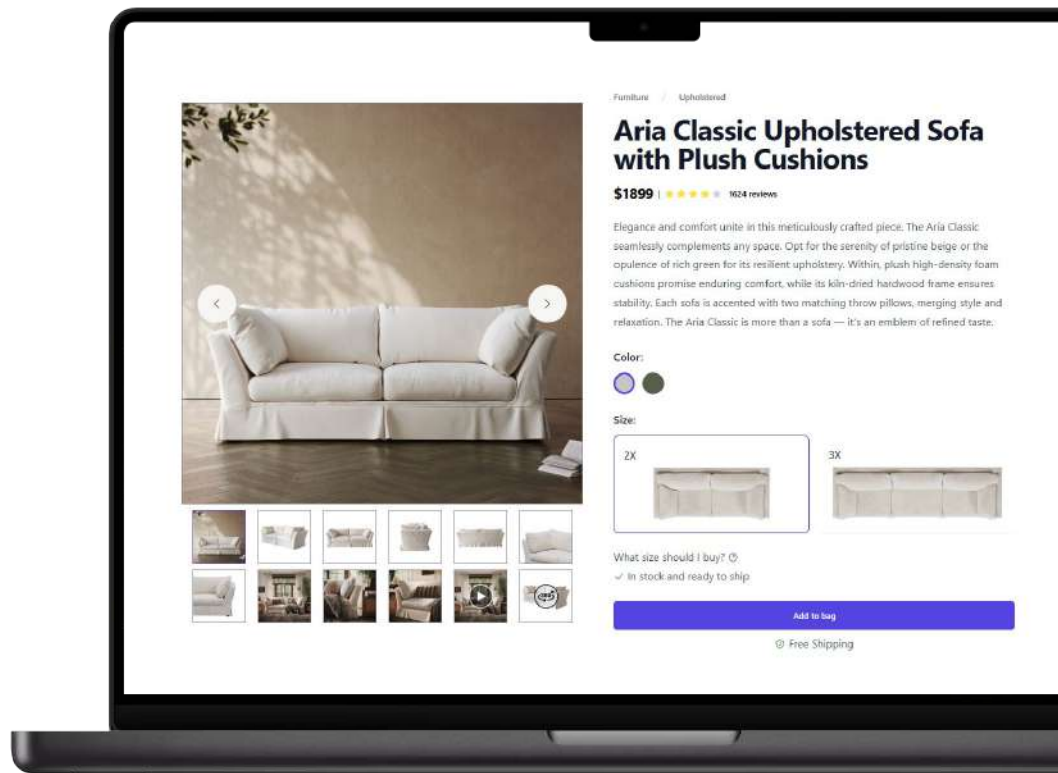 Furniture / Upholstered
Aria Classic Upholstered Sofa
with Plush Cushions
$1899 | 1624 reviews
Elegance and comfort unite in this meticulously crafted piece. The Aria Classic
seamlessly complements any space. Opt for the serenity of pristine beige or the
opulence of rich green for its resilient upholstery. Within, plush high-density foam
cushions promise enduring comfort, while its kiln-dried hardwood frame ensures
stability. Each sofa is accented with two matching throw pillows, merging style and
relaxation. The Aria Classic is more than a sofa — it's an emblem of refined taste.
Color:
Size:
2X
3X
What size should I buy?
In stock and ready to ship
Add to bag
Free Shipping